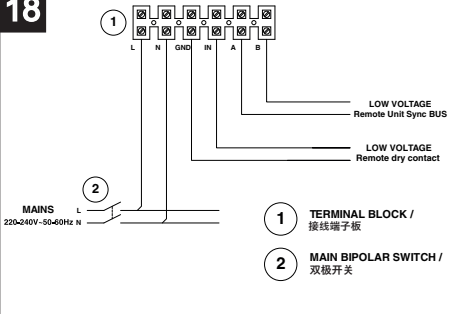 18
1
L N GND IN A B
LOW VOLTAGE
Remote Unit Sync BUS
LOW VOLTAGE
Remote dry contact
2
MAINS L
220-240V~50-60Hz N
1 TERMINAL BLOCK /
接线端子板
2 MAIN BIPOLAR SWITCH /
双极开关